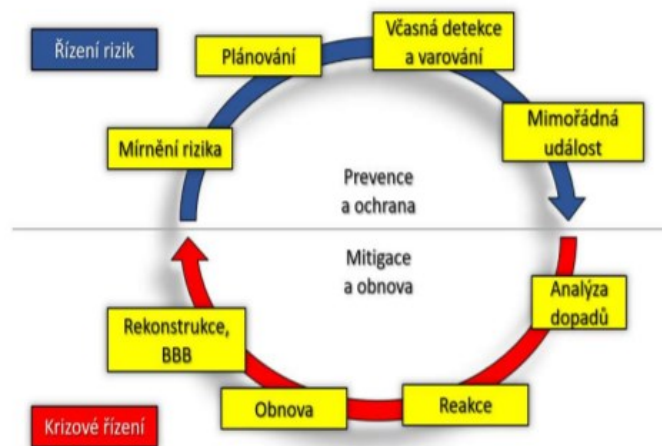 Řízení rizik
Plánování
Včasná detekce
a varování
Mírnění rizika
Mimořádná
událost
Prevence
a ochrana
Mitigace
a obnova
Analýza
dopadů
Rekonstrukce,
BBB
Obnova
Reakce
Krizové řízení